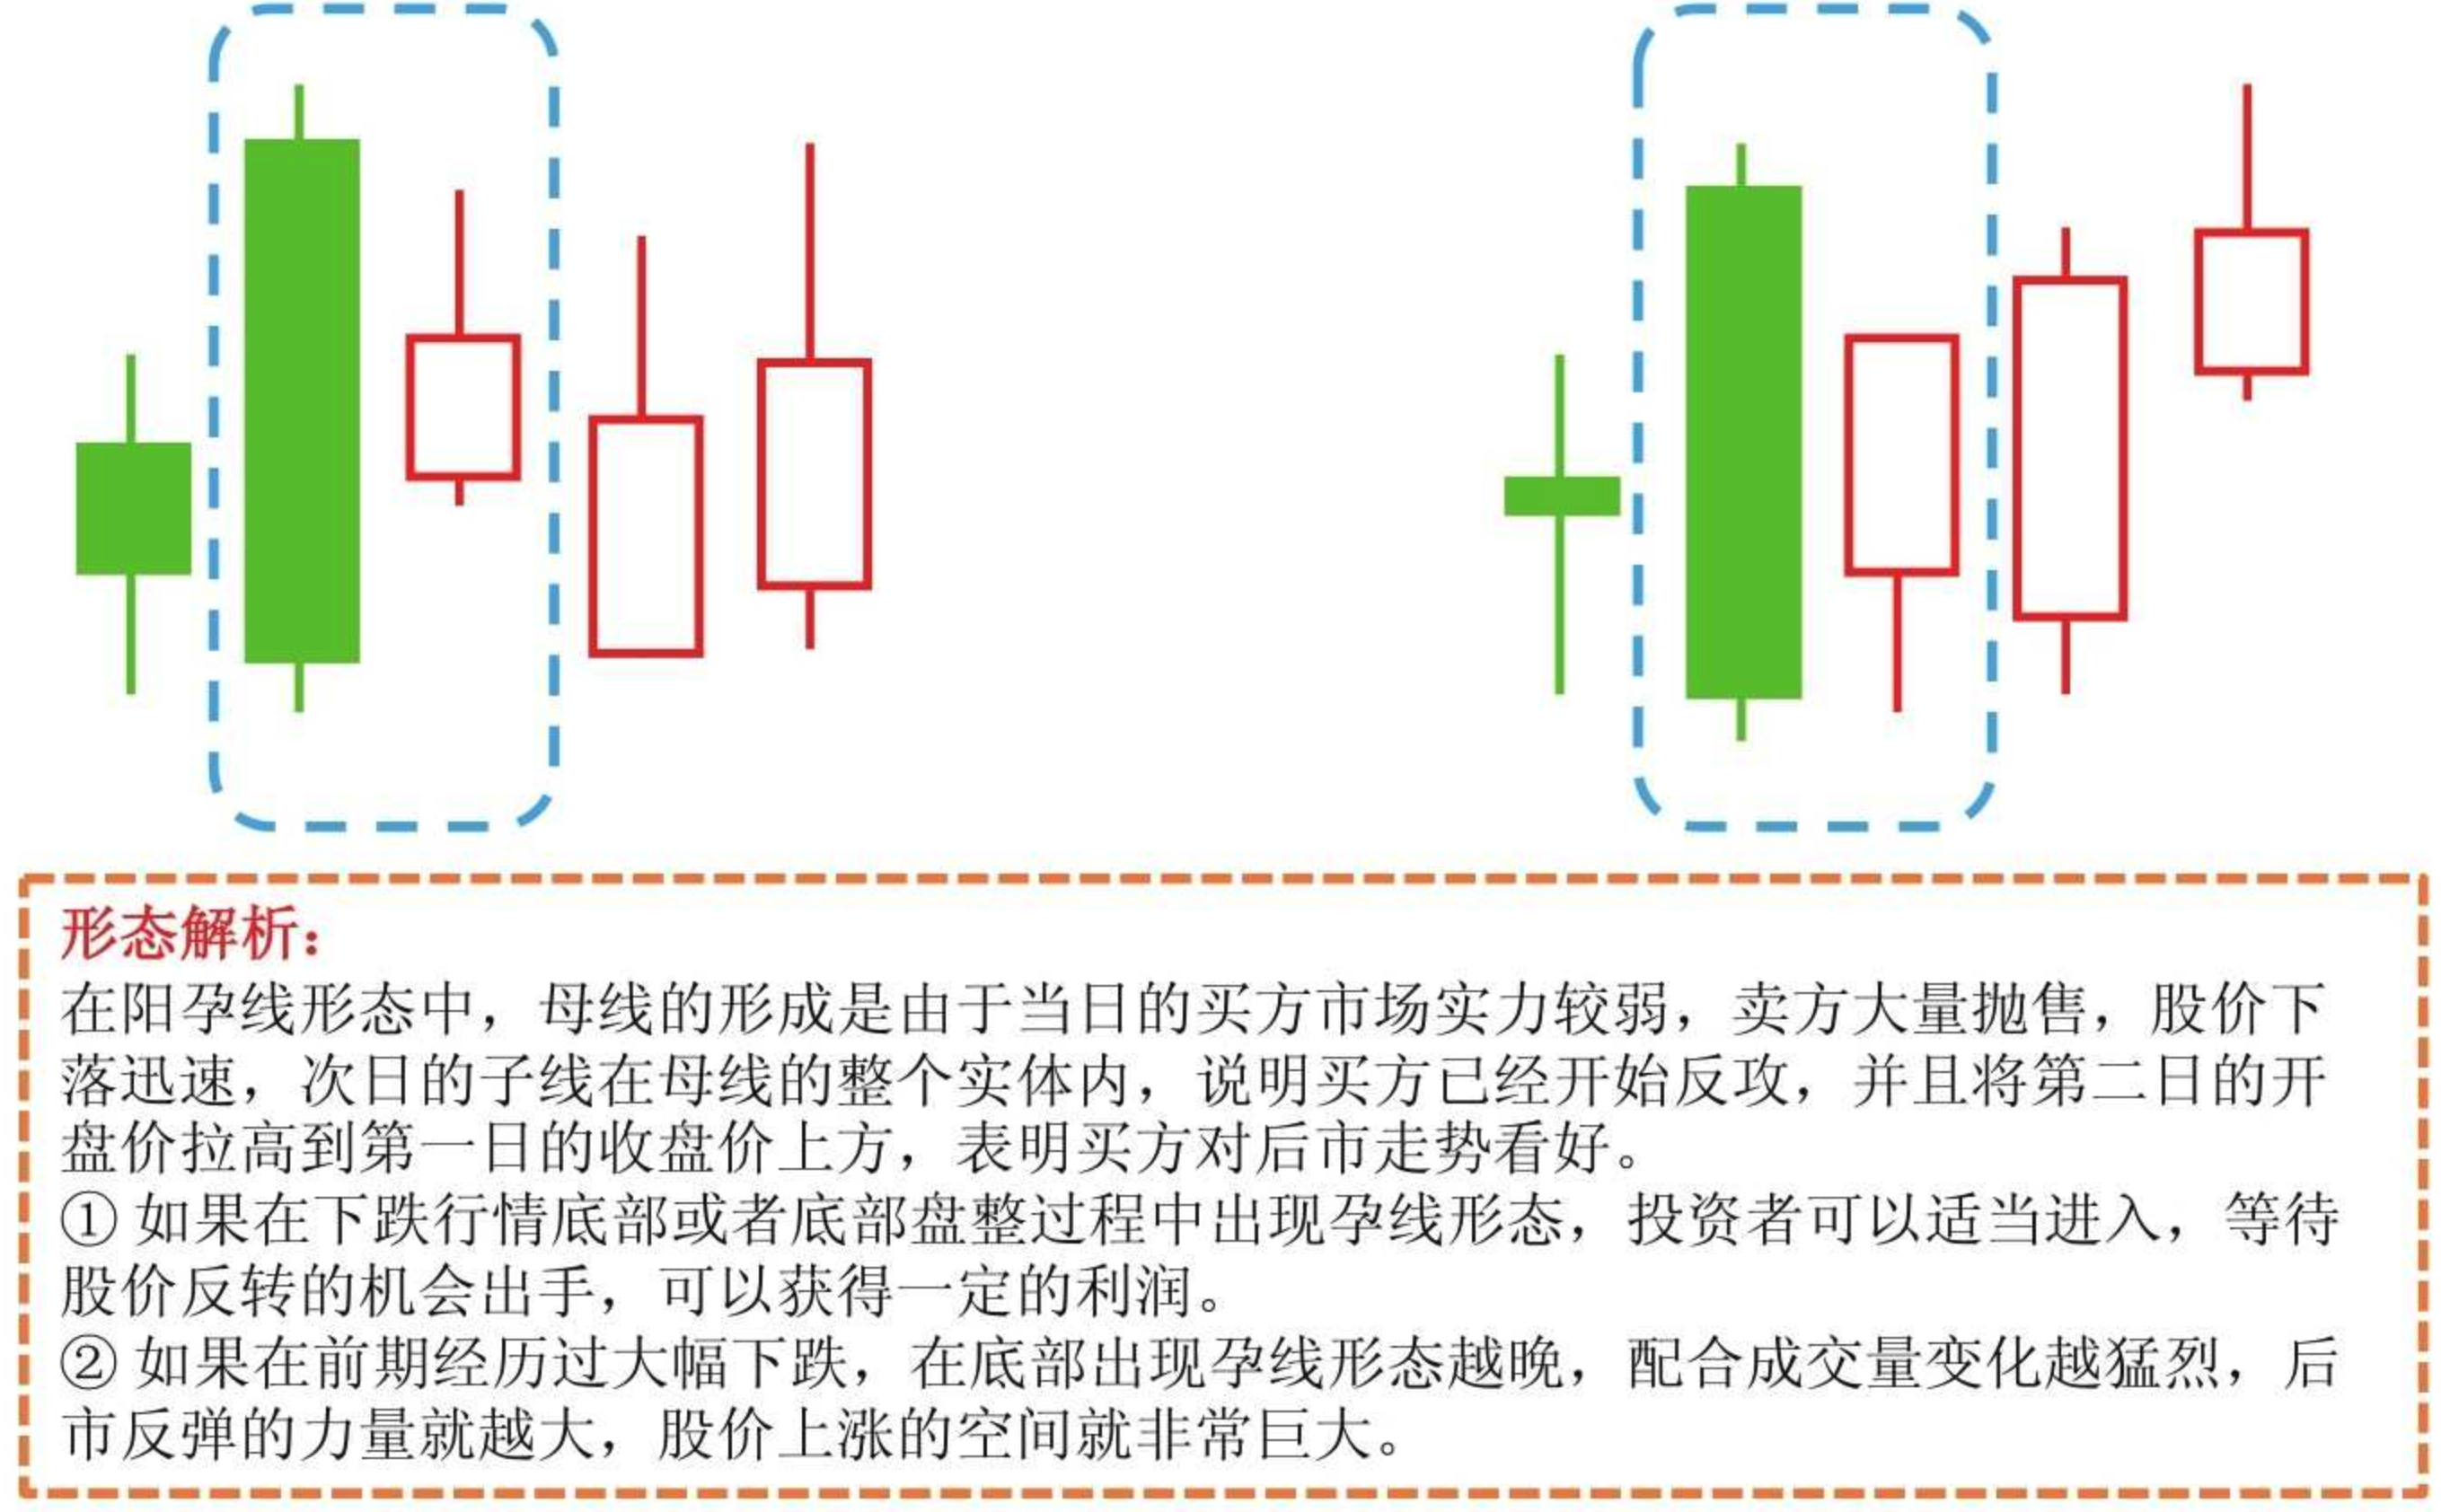 形态解析：
在阳孕线形态中，母线的形成是由于当日的买方市场实力较弱，卖方大量抛售，股价下
落迅速，次日的子线在母线的整个实体内，说明买方已经开始反攻，并且将第二日的开
盘价拉高到第一日的收盘价上方，表明买方对后市走势看好。
① 如果在下跌行情底部或者底部盘整过程中出现孕线形态，投资者可以适当进入，等待
股价反转的机会出手，可以获得一定的利润。
② 如果在前期经历过大幅下跌，在底部出现孕线形态越晚，配合成交量变化越猛烈，后
市反弹的力量就越大，股价上涨的空间就非常巨大。